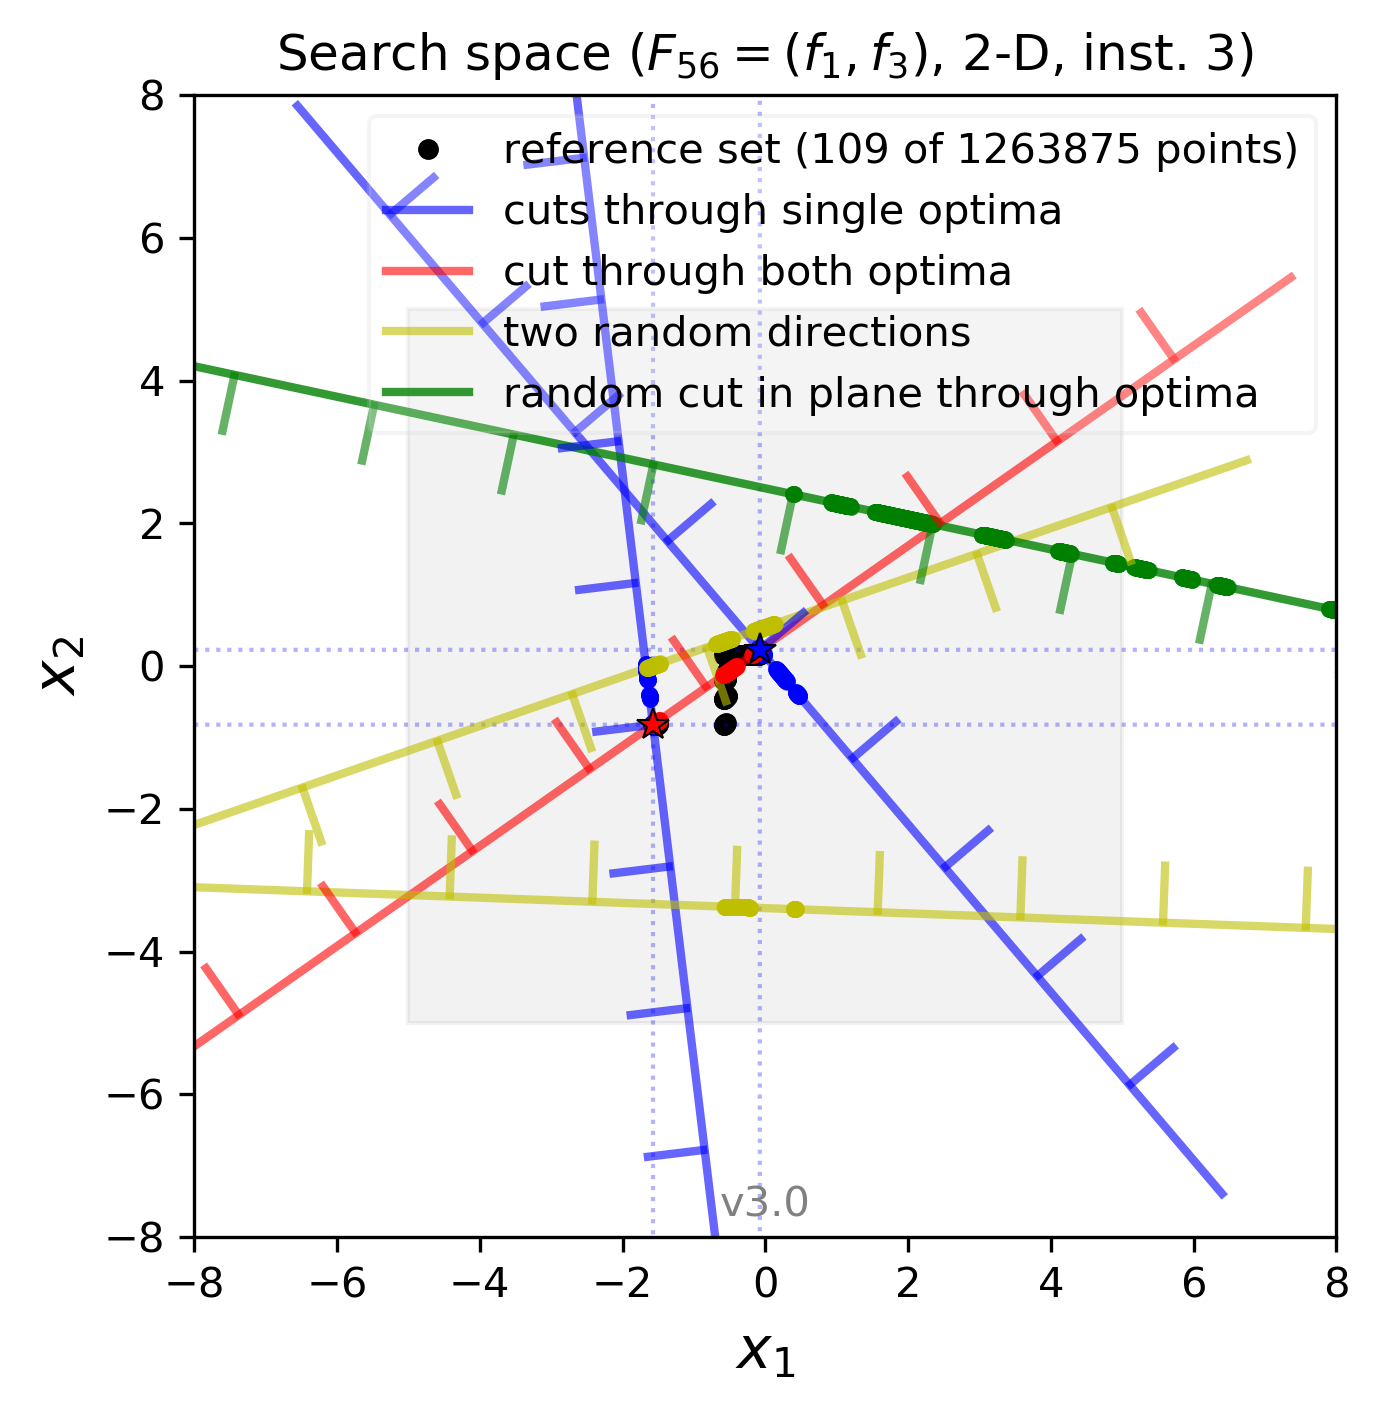 Search space (F56 = (f1, f3), 2-D, inst. 3)
reference set (109 of 1263875 points)
cuts through single optima
cut through both optima
two random directions
random cut in plane through optima
8
6
4
2
0
−2
−4
−6
−8
x2
v3.0
−8 −6 −4 −2 0 2 4 6 8
x1